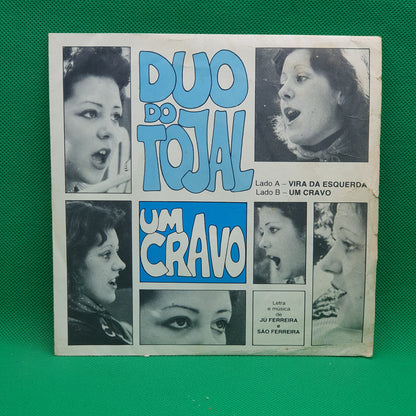 DUO
DO
TOJAL
Lado A – VIRA DA ESQUERDA
Lado B – UM CRAVO
UM
CRAVO
Letra
e música
de
JÚ FERREIRA
e
SÃO FERREIRA